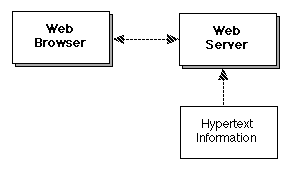 Web
Browser
Web
Server
Hypertext
Information